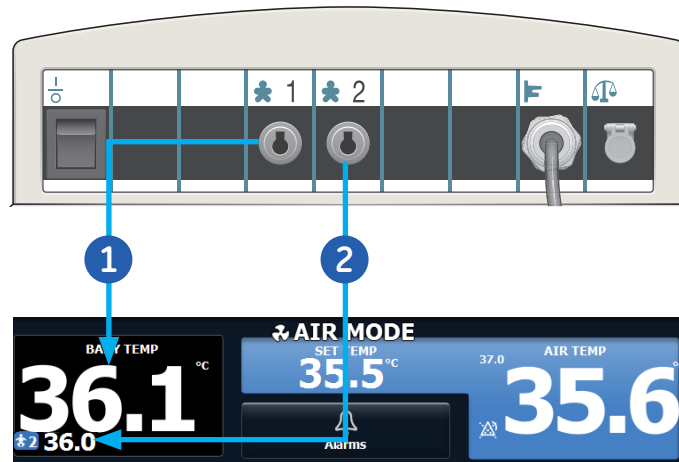 1 2
1
2
AIR MODE
BABY TEMP
36.1 °C
2 36.0
SET TEMP
35.5 °C
Alarms
37.0
AIR TEMP
35.6 °